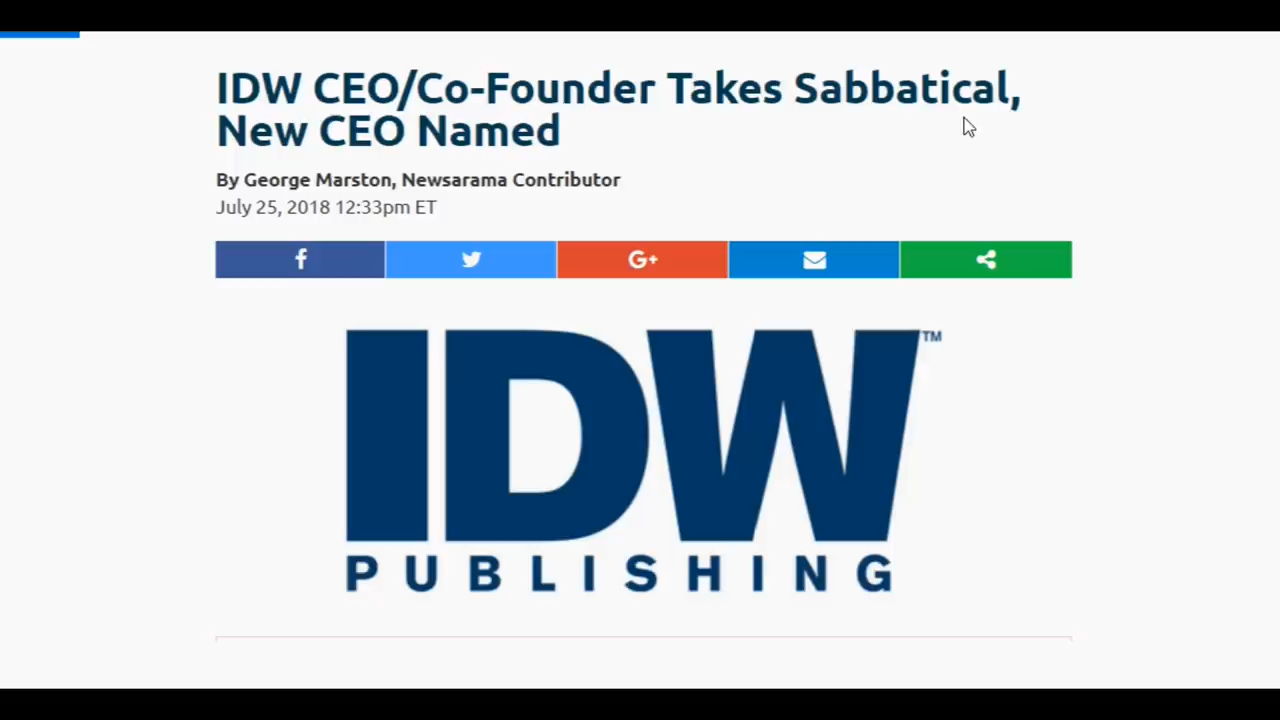 IDW CEO/Co-Founder Takes Sabbatical,
New CEO Named
By George Marston, Newsarama Contributor
July 25, 2018 12:33pm ET
f
G+
IDW™
PUBLISHING